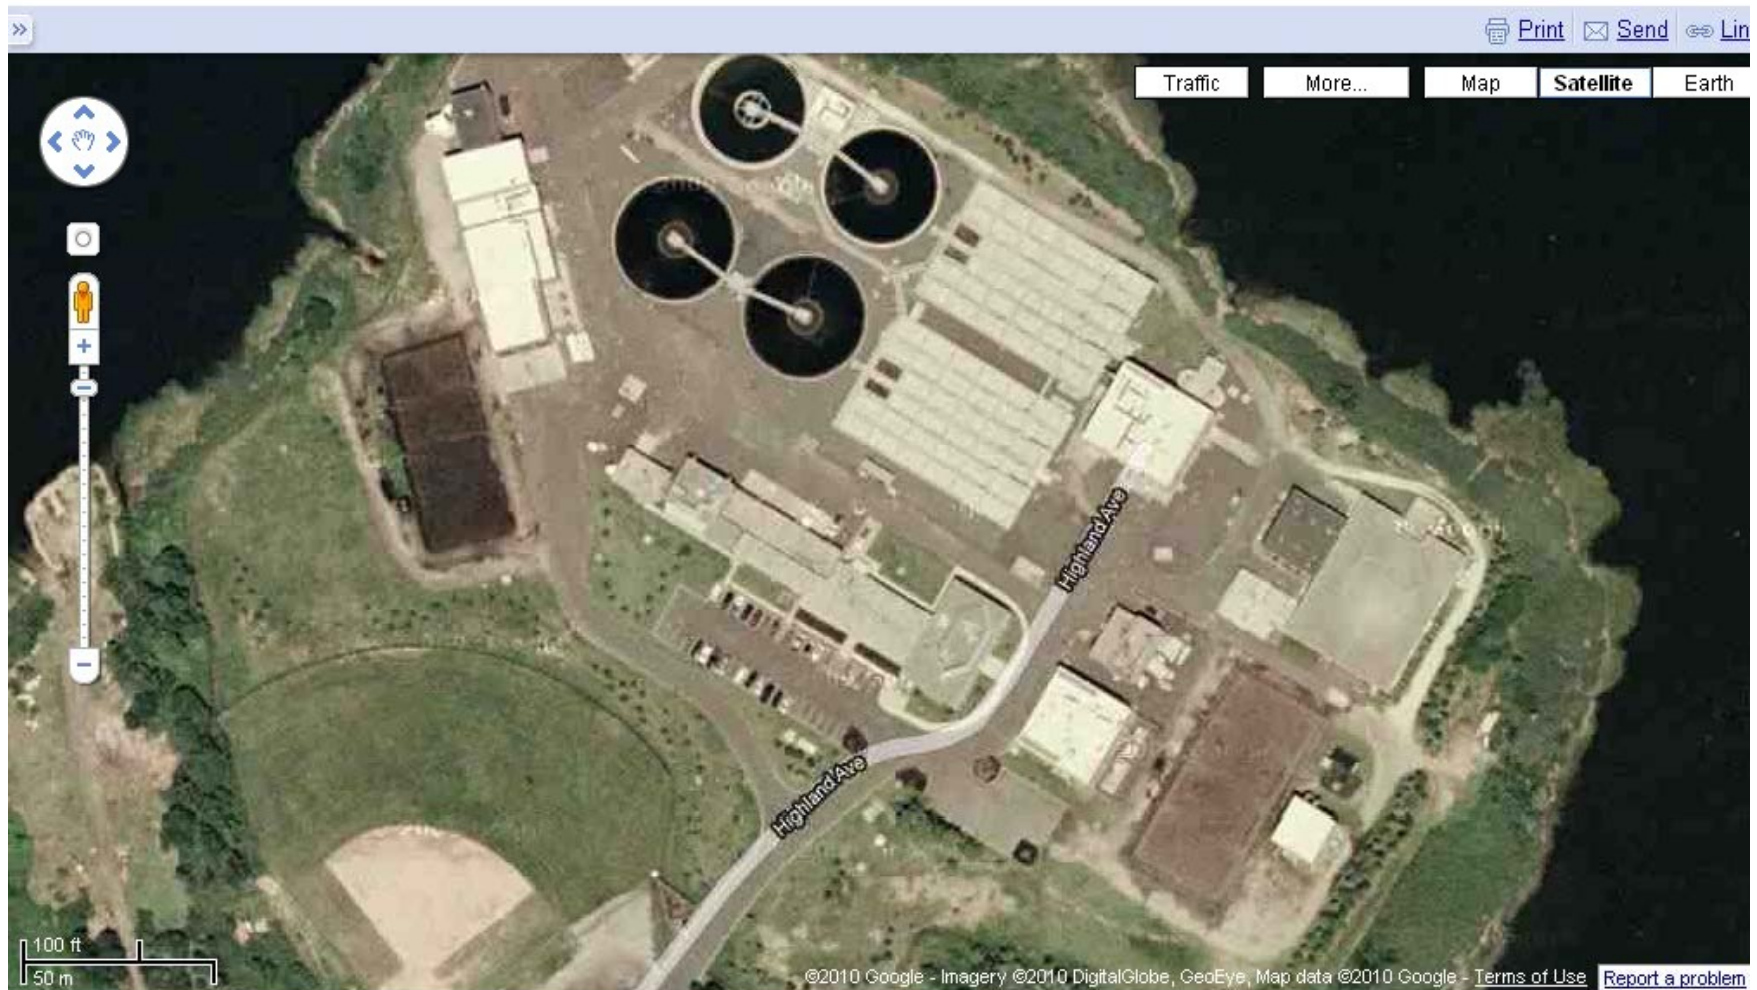 »
Print Send Lin
Traffic More... Map Satellite Earth
Highland Ave
Highland Ave
100 ft
50 m
©2010 Google - Imagery ©2010 DigitalGlobe, GeoEye, Map data ©2010 Google - Terms of Use
Report a problem